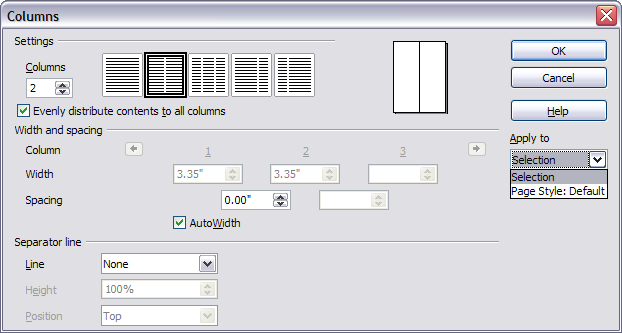 Columns
Settings
Columns
2
Evenly distribute contents to all columns
OK
Cancel
Help
Apply to
Selection
Selection
Page Style: Default
Width and spacing
Column 1 2 3
Width 3.35" 3.35"
Spacing 0.00"
AutoWidth
Separator line
Line None
Height 100%
Position Top